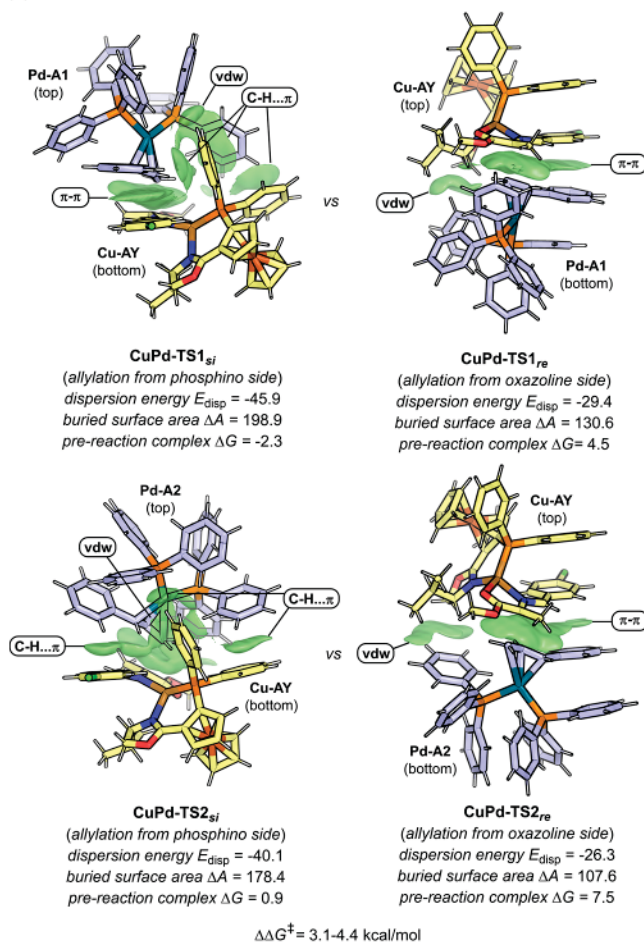 Pd-A1
(top)
vdw
C-H...π
π-π
Cu-AY
(bottom)
CuPd-TS1si
(allylation from phosphino side)
dispersion energy Edisp = -45.9
buried surface area ΔA = 198.9
pre-reaction complex ΔG = -2.3
vs
Cu-AY
(top)
π-π
vdw
Pd-A1
(bottom)
CuPd-TS1re
(allylation from oxazoline side)
dispersion energy Edisp = -29.4
buried surface area ΔA = 130.6
pre-reaction complex ΔG= 4.5
Pd-A2
(top)
vdw
C-H...π
C-H...π
Cu-AY
(bottom)
CuPd-TS2si
(allylation from phosphino side)
dispersion energy Edisp = -40.1
buried surface area ΔA = 178.4
pre-reaction complex ΔG = 0.9
vs
Cu-AY
(top)
π-π
vdw
Pd-A2
(bottom)
CuPd-TS2re
(allylation from oxazoline side)
dispersion energy Edisp = -26.3
buried surface area ΔA = 107.6
pre-reaction complex ΔG = 7.5
ΔΔG‡ = 3.1-4.4 kcal/mol